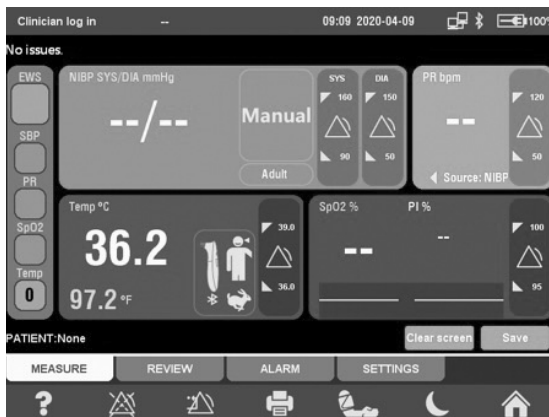 Clinician log in -- 09:09 2020-04-09 100%
No issues.
EWS
SBP
PR
SpO2
Temp
0
NIBP SYS/DIA mmHg
--/--
Manual
Adult
SYS DIA
160 150
90 50
PR bpm
--
120
50
Source: NIBP
Temp °C
36.2
97.2 °F
39.0
36.0
SpO2 % PI %
-- --
100
95
PATIENT:None
Clear screen Save
MEASURE REVIEW ALARM SETTINGS
?